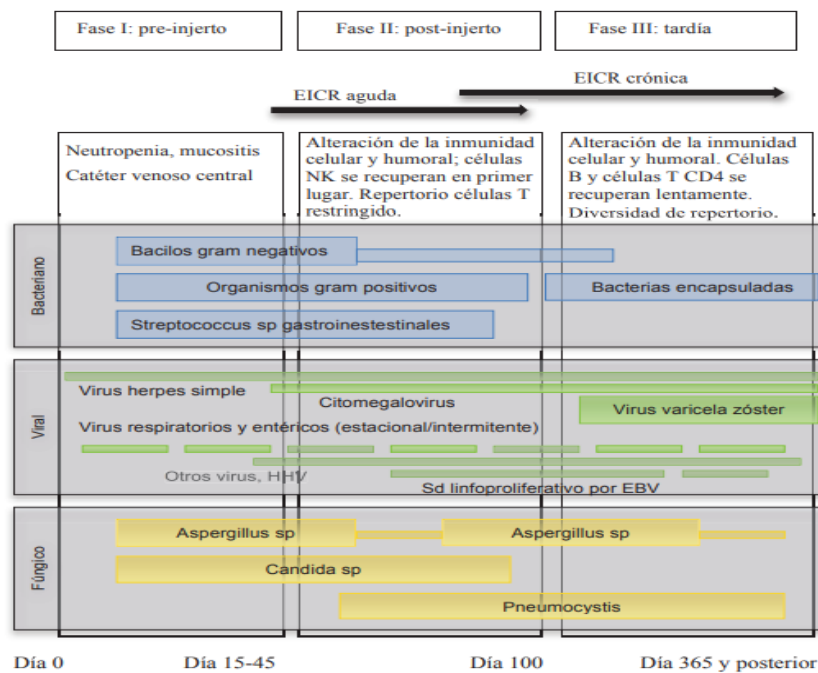 Fase I: pre-injerto
Fase II: post-injerto
Fase III: tardía
EICR aguda
EICR crónica
Neutropenia, mucositis
Catéter venoso central
Alteración de la inmunidad
celular y humoral; células
NK se recuperan en primer
lugar. Repertorio células T
restringido.
Alteración de la inmunidad
celular y humoral. Células
B y células T CD4 se
recuperan lentamente.
Diversidad de repertorio.
Bacteriano
Bacilos gram negativos
Organismos gram positivos
Bacterias encapsuladas
Streptococcus sp gastroinestestinales
Viral
Virus herpes simple
Citomegalovirus
Virus varicela zóster
Virus respiratorios y entéricos (estacional/intermitente)
Otros virus, HHV
Sd linfoproliferativo por EBV
Fúngico
Aspergillus sp
Aspergillus sp
Candida sp
Pneumocystis
Día 0
Día 15-45
Día 100
Día 365 y posterior